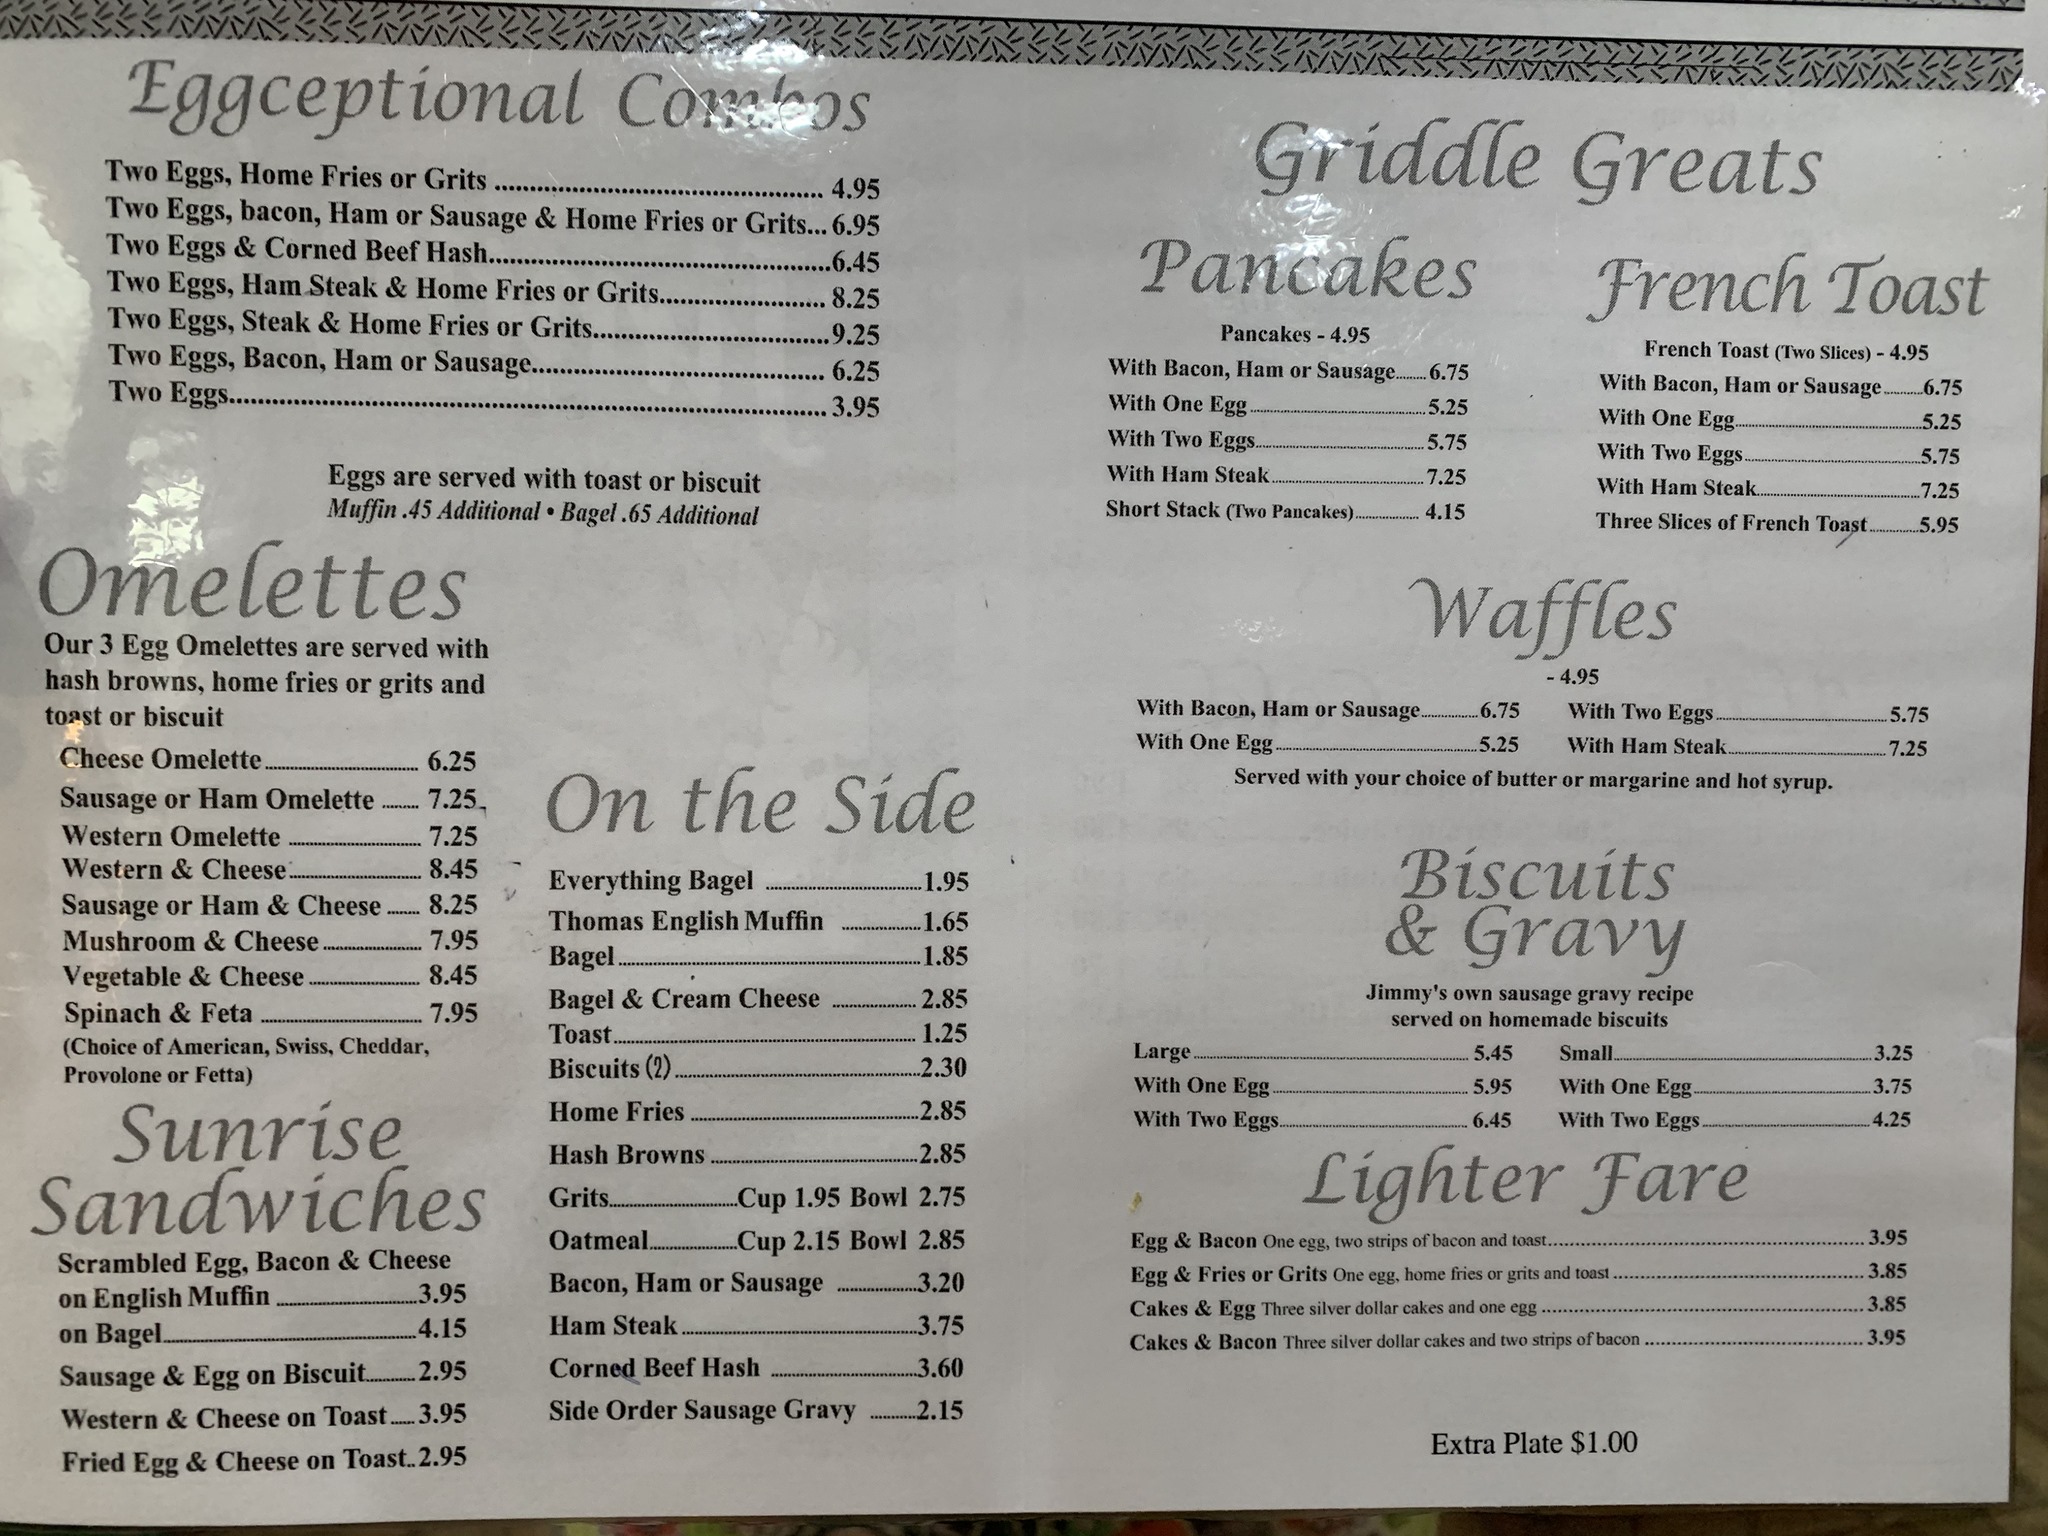 Eggceptional Combos
Two Eggs, Home Fries or Grits ........ 4.95
Two Eggs, bacon, Ham or Sausage & Home Fries or Grits... 6.95
Two Eggs & Corned Beef Hash........6.45
Two Eggs, Ham Steak & Home Fries or Grits........ 8.25
Two Eggs, Steak & Home Fries or Grits........9.25
Two Eggs, Bacon, Ham or Sausage........ 6.25
Two Eggs........ 3.95
Eggs are served with toast or biscuit
Muffin .45 Additional • Bagel .65 Additional
Omelettes
Our 3 Egg Omelettes are served with
hash browns, home fries or grits and
toast or biscuit
Cheese Omelette........ 6.25
Sausage or Ham Omelette ........ 7.25
Western Omelette ........ 7.25
Western & Cheese........ 8.45
Sausage or Ham & Cheese ........ 8.25
Mushroom & Cheese ........ 7.95
Vegetable & Cheese ........ 8.45
Spinach & Feta ........ 7.95
(Choice of American, Swiss, Cheddar,
Provolone or Fetta)
Sunrise
Sandwiches
Scrambled Egg, Bacon & Cheese
on English Muffin ........3.95
on Bagel........4.15
Sausage & Egg on Biscuit........2.95
Western & Cheese on Toast.....3.95
Fried Egg & Cheese on Toast..2.95
On the Side
Everything Bagel ........1.95
Thomas English Muffin ........1.65
Bagel........1.85
Bagel & Cream Cheese ........ 2.85
Toast........ 1.25
Biscuits (2)........2.30
Home Fries ........2.85
Hash Browns ........2.85
Grits........Cup 1.95 Bowl 2.75
Oatmeal........Cup 2.15 Bowl 2.85
Bacon, Ham or Sausage ........3.20
Ham Steak........3.75
Corned Beef Hash ........3.60
Side Order Sausage Gravy ........2.15
Griddle Greats
Pancakes
Pancakes - 4.95
With Bacon, Ham or Sausage........6.75
With One Egg........5.25
With Two Eggs........5.75
With Ham Steak........7.25
Short Stack (Two Pancakes)........ 4.15
French Toast
French Toast (Two Slices) - 4.95
With Bacon, Ham or Sausage........6.75
With One Egg........5.25
With Two Eggs........5.75
With Ham Steak........7.25
Three Slices of French Toast........5.95
Waffles
- 4.95
With Bacon, Ham or Sausage........6.75 With Two Eggs........5.75
With One Egg........5.25 With Ham Steak........7.25
Served with your choice of butter or margarine and hot syrup.
Biscuits
& Gravy
Jimmy's own sausage gravy recipe
served on homemade biscuits
Large........ 5.45 Small........3.25
With One Egg........ 5.95 With One Egg........3.75
With Two Eggs........ 6.45 With Two Eggs........4.25
Lighter Fare
Egg & Bacon One egg, two strips of bacon and toast........ 3.95
Egg & Fries or Grits One egg, home fries or grits and toast ........ 3.85
Cakes & Egg Three silver dollar cakes and one egg ........ 3.85
Cakes & Bacon Three silver dollar cakes and two strips of bacon ........ 3.95
Extra Plate $1.00